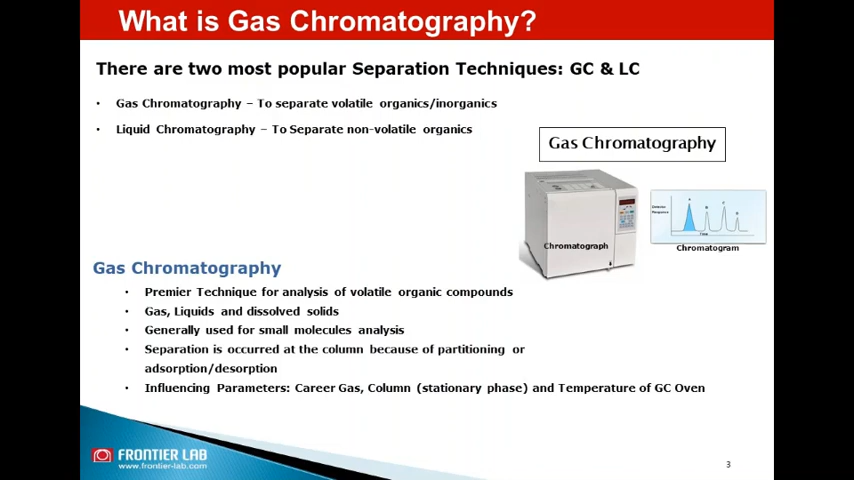 What is Gas Chromatography?
There are two most popular Separation Techniques: GC & LC
• Gas Chromatography – To separate volatile organics/inorganics
• Liquid Chromatography – To Separate non-volatile organics
Gas Chromatography
Chromatograph
A
B
C
D
Time
Chromatogram
Gas Chromatography
• Premier Technique for analysis of volatile organic compounds
• Gas, Liquids and dissolved solids
• Generally used for small molecules analysis
• Separation is occurred at the column because of partitioning or
adsorption/desorption
• Influencing Parameters: Career Gas, Column (stationary phase) and Temperature of GC Oven
FRONTIER LAB
www.frontier-lab.com
3